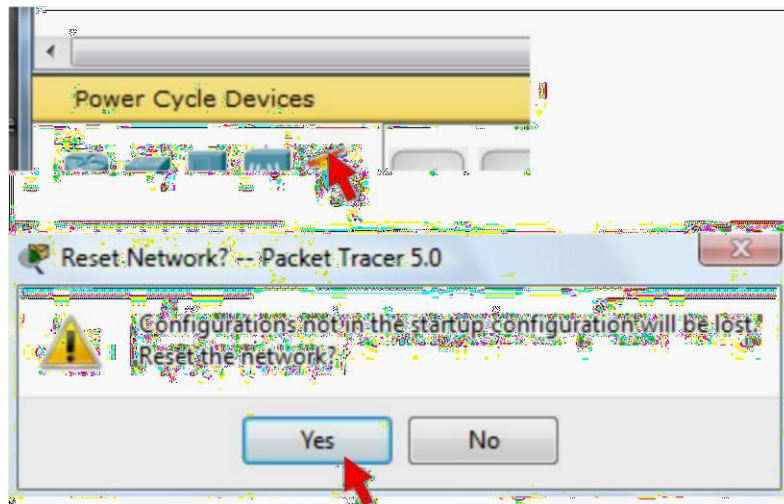 Power Cycle Devices
Reset Network? -- Packet Tracer 5.0
Configurations not in the startup configuration will be lost.
Reset the network?
Yes
No